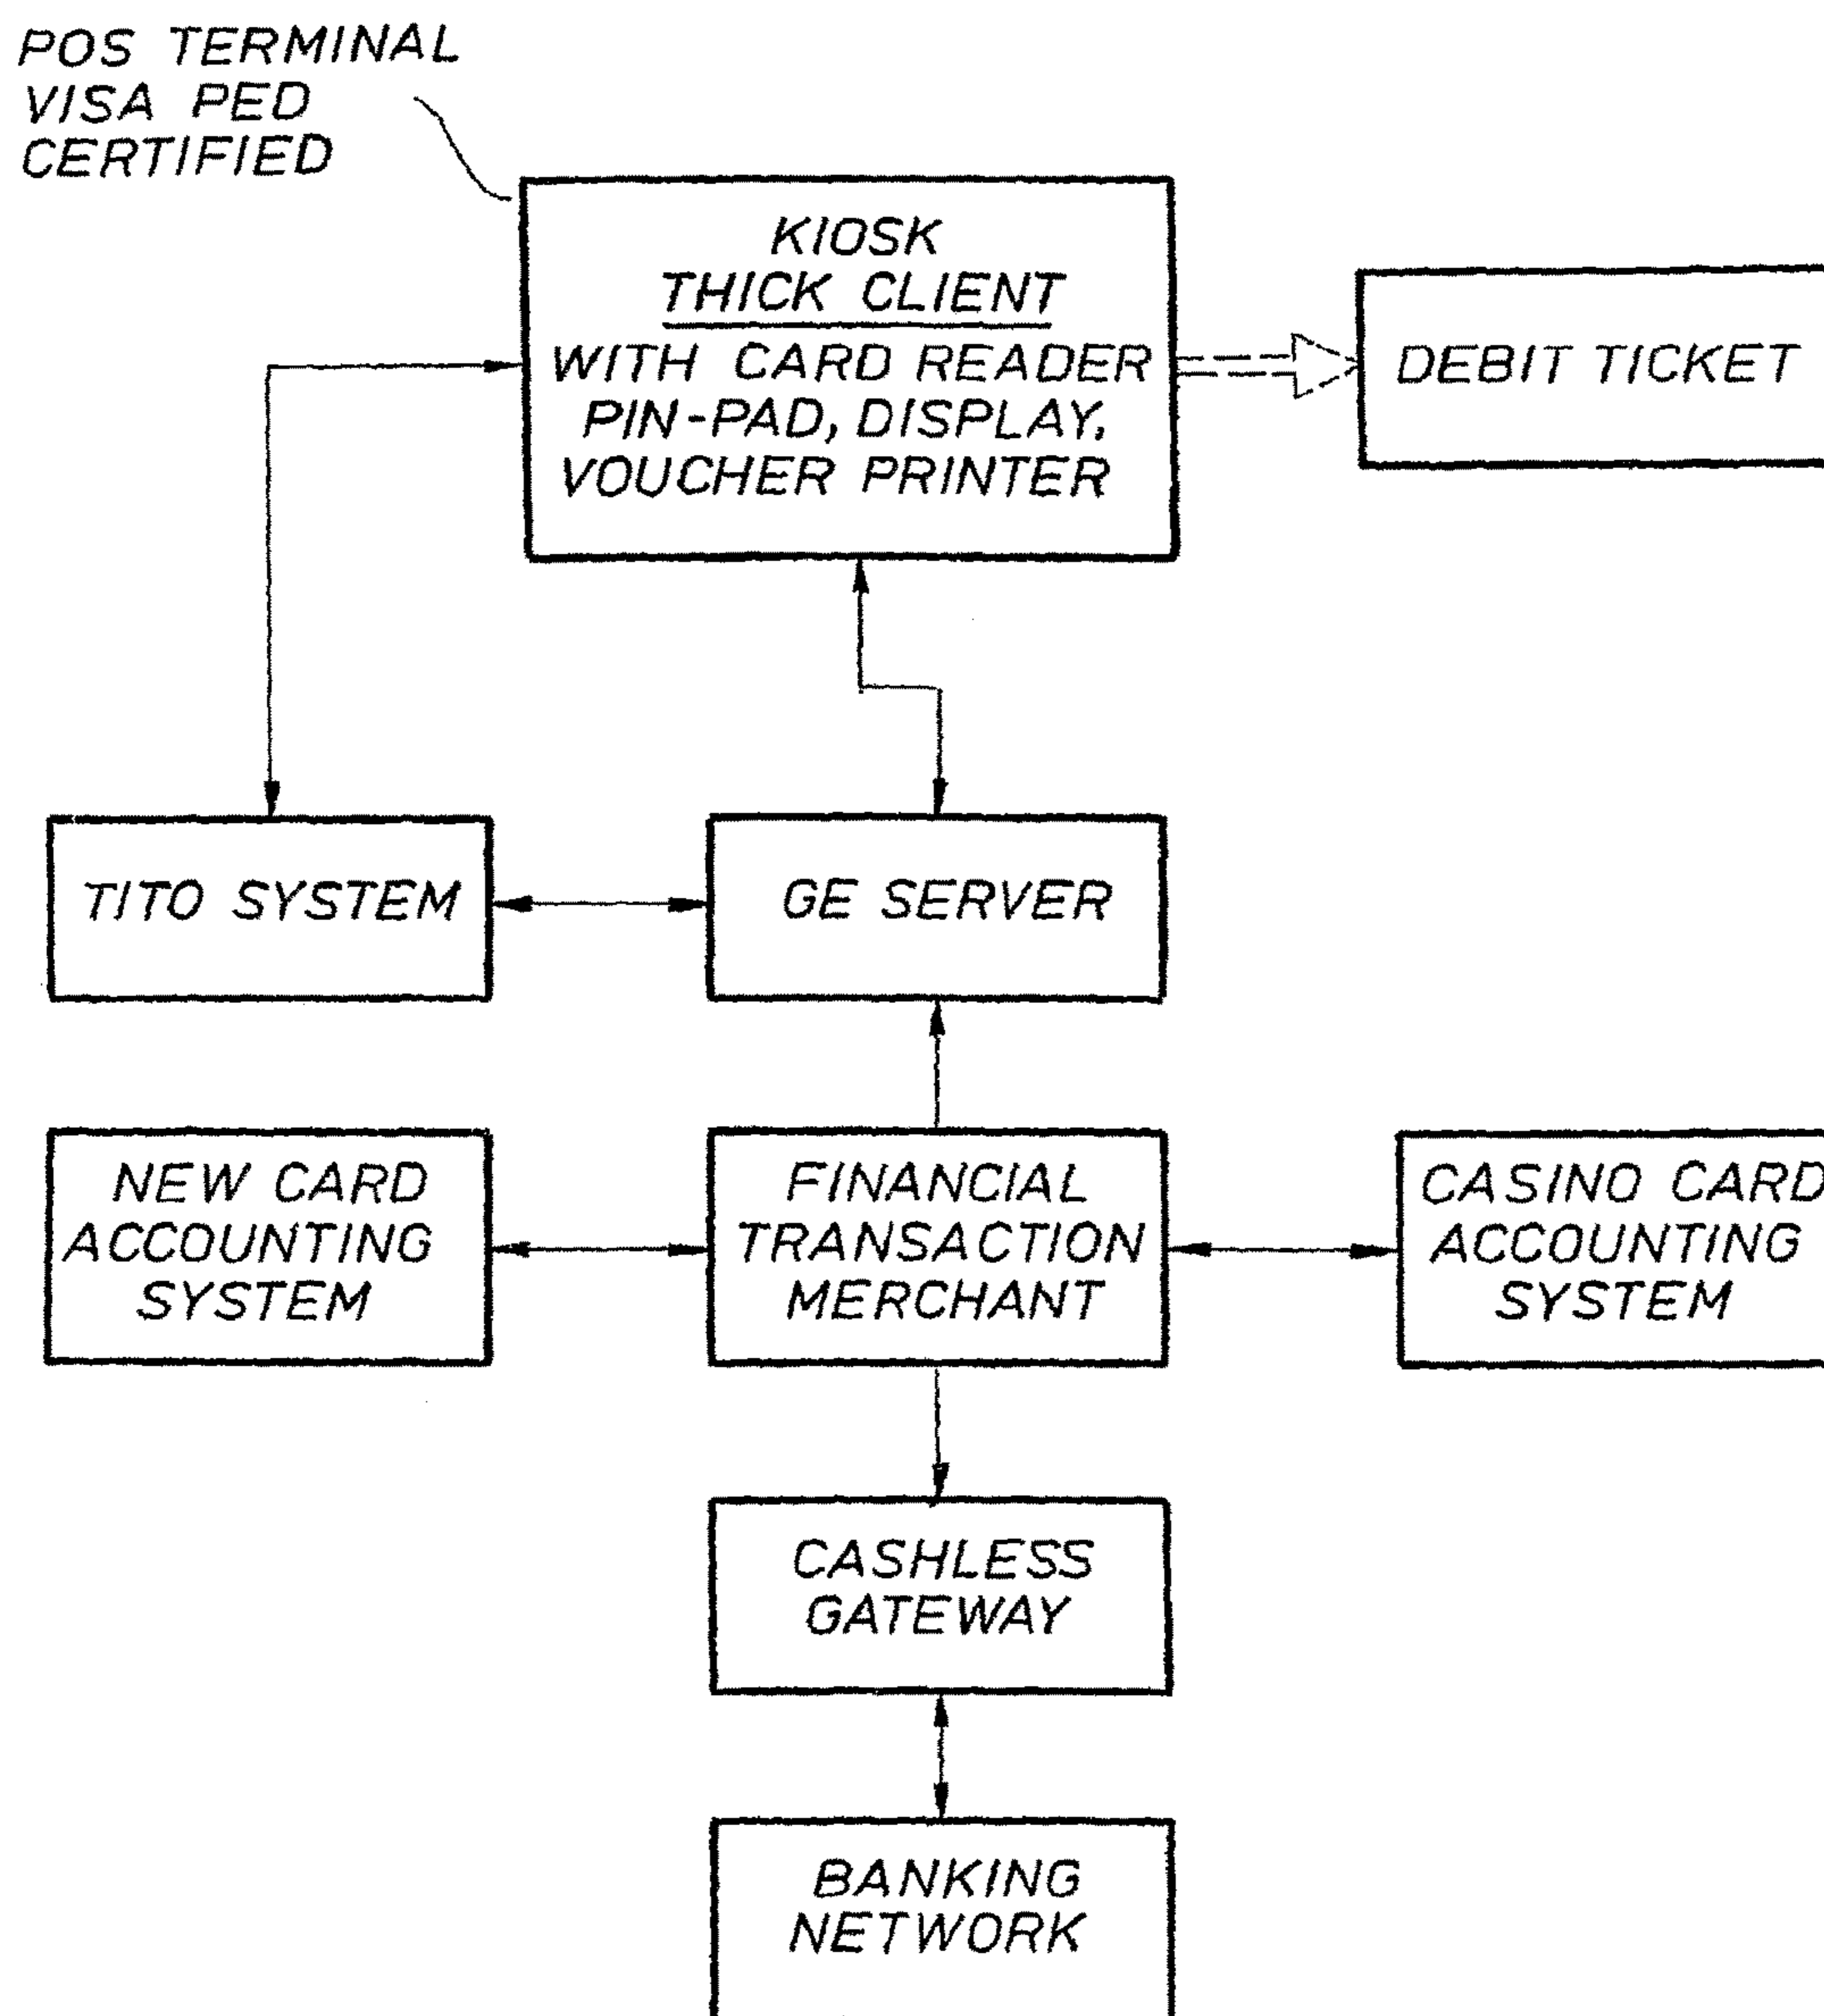 POS TERMINAL
VISA PED
CERTIFIED
KIOSK
THICK CLIENT
WITH CARD READER
PIN-PAD, DISPLAY,
VOUCHER PRINTER
DEBIT TICKET
TITO SYSTEM
GE SERVER
NEW CARD
ACCOUNTING
SYSTEM
FINANCIAL
TRANSACTION
MERCHANT
CASINO CARD
ACCOUNTING
SYSTEM
CASHLESS
GATEWAY
BANKING
NETWORK